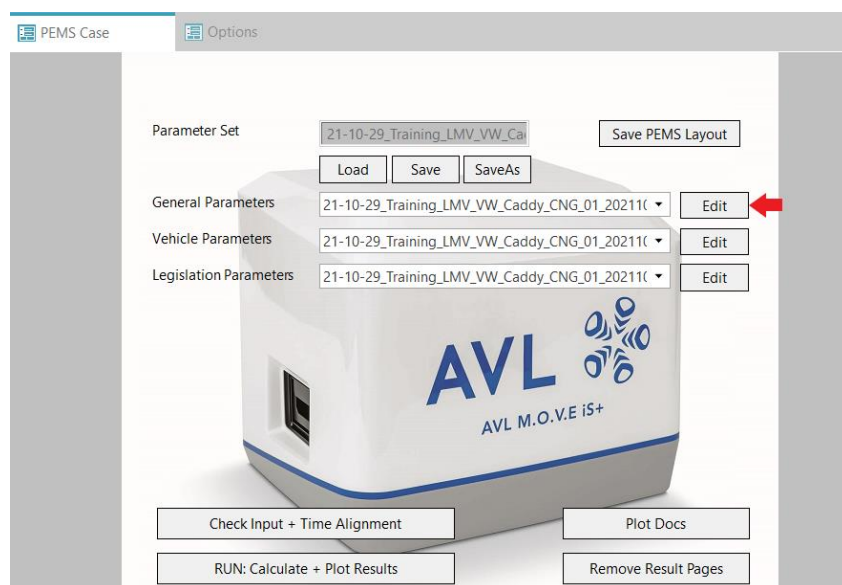 PEMS Case
Options
Parameter Set
21-10-29_Training_LMV_VW_Ca
Save PEMS Layout
Load
Save
SaveAs
General Parameters
21-10-29_Training_LMV_VW_Caddy_CNG_01_20211(
Edit
Vehicle Parameters
21-10-29_Training_LMV_VW_Caddy_CNG_01_20211(
Edit
Legislation Parameters
21-10-29_Training_LMV_VW_Caddy_CNG_01_20211(
Edit
AVL
AVL M.O.V.E iS+
Check Input + Time Alignment
Plot Docs
RUN: Calculate + Plot Results
Remove Result Pages